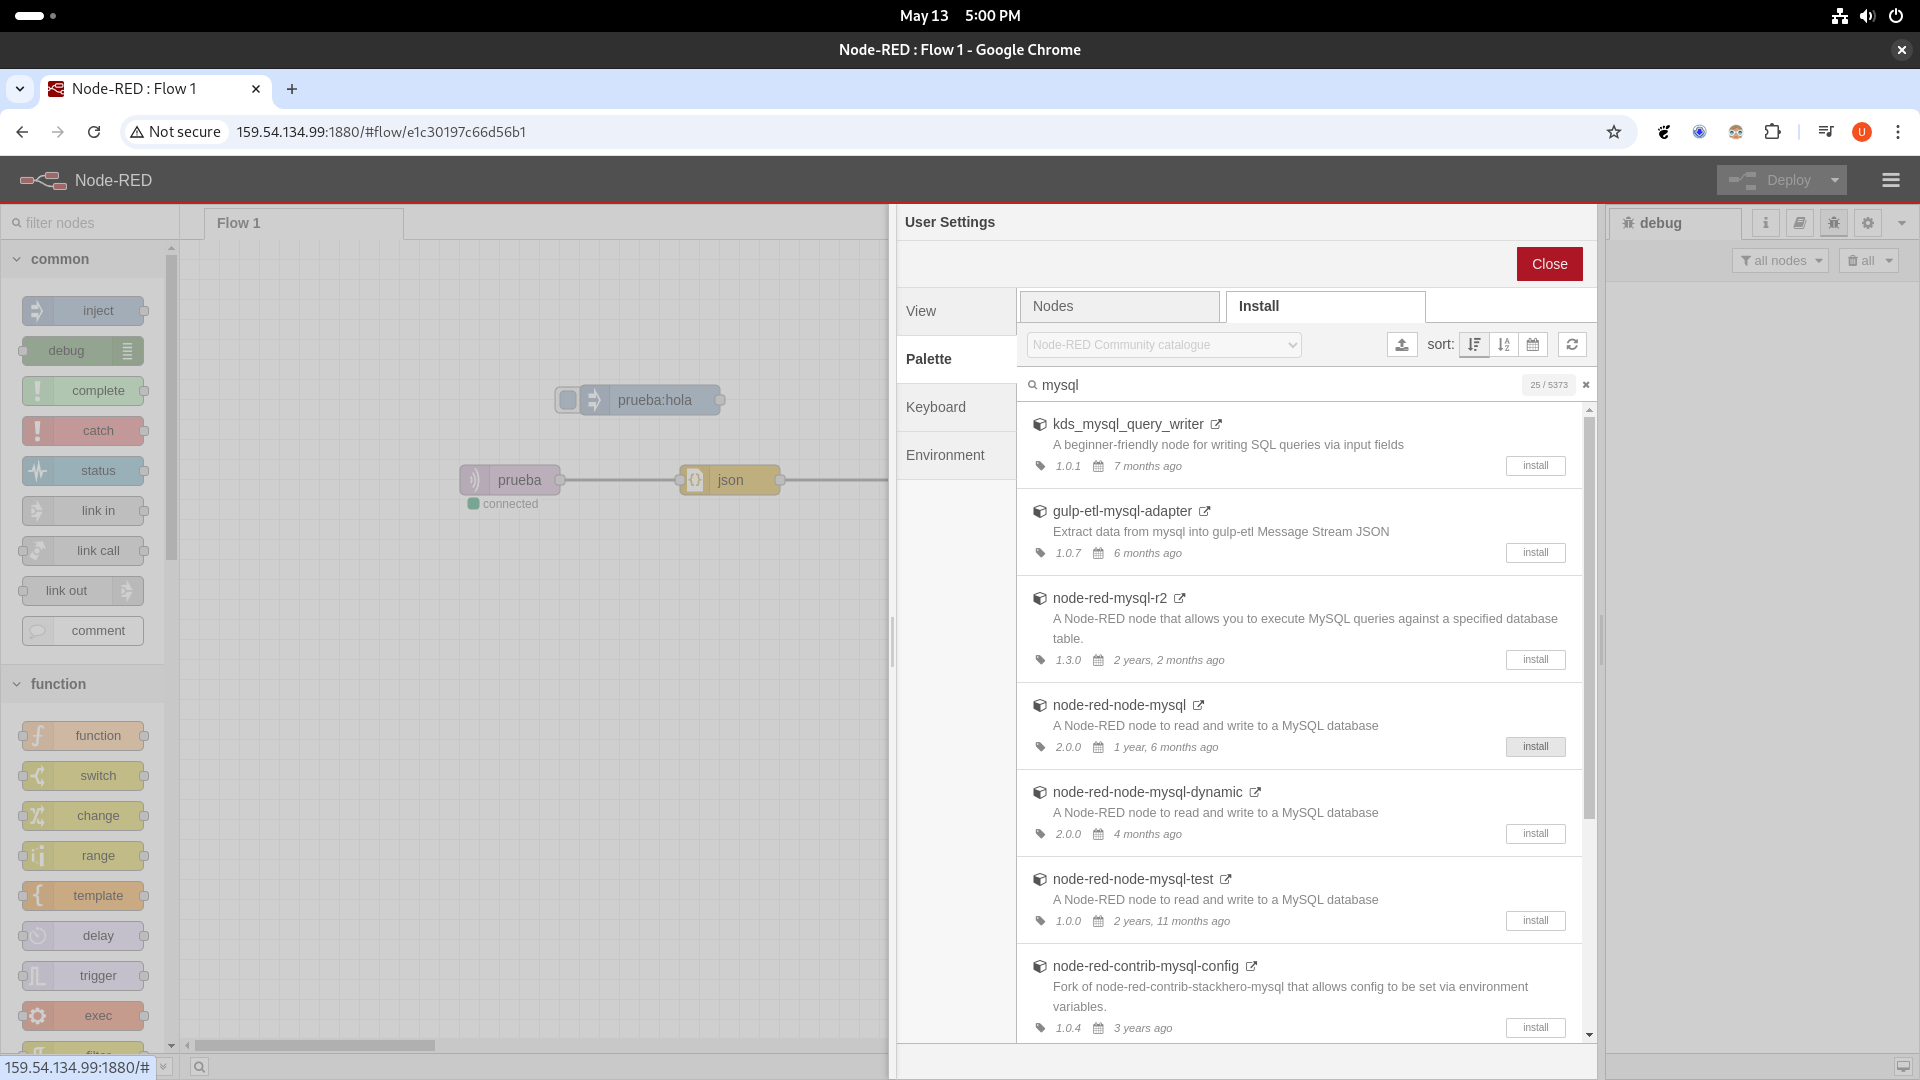 May 13 5:00 PM
Node-RED : Flow 1 - Google Chrome
Node-RED : Flow 1
Not secure 159.54.134.99:1880/#flow/e1c30197c66d56b1
U
Node-RED
Deploy
filter nodes
common
inject
debug
complete
catch
status
link in
link call
link out
comment
function
function
switch
change
range
template
delay
trigger
exec
159.54.134.99:1880/#
Flow 1
prueba:hola
prueba
connected
json
User Settings
Close
View
Palette
Keyboard
Environment
Nodes
Install
Node-RED Community catalogue
sort:
mysql
25 / 5373
kds_mysql_query_writer
A beginner-friendly node for writing SQL queries via input fields
1.0.1 7 months ago
install
gulp-etl-mysql-adapter
Extract data from mysql into gulp-etl Message Stream JSON
1.0.7 6 months ago
install
node-red-mysql-r2
A Node-RED node that allows you to execute MySQL queries against a specified database
table.
1.3.0 2 years, 2 months ago
install
node-red-node-mysql
A Node-RED node to read and write to a MySQL database
2.0.0 1 year, 6 months ago
install
node-red-node-mysql-dynamic
A Node-RED node to read and write to a MySQL database
2.0.0 4 months ago
install
node-red-node-mysql-test
A Node-RED node to read and write to a MySQL database
1.0.0 2 years, 11 months ago
install
node-red-contrib-mysql-config
Fork of node-red-contrib-stackhero-mysql that allows config to be set via environment
variables.
1.0.4 3 years ago
install
debug
all nodes
all